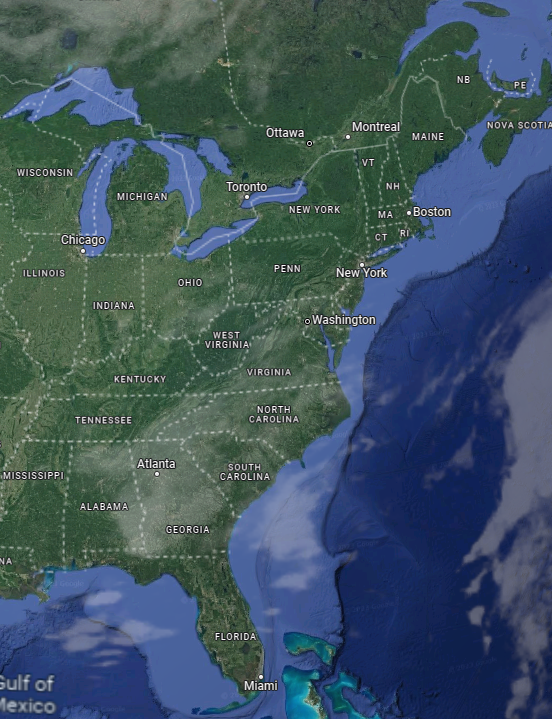 NB
PE
Ottawa
Montreal
NOVA SCOTIA
MAINE
VT
WISCONSIN
Toronto
NH
MICHIGAN
NEW YORK
MA
Boston
Chicago
CT
RI
ILLINOIS
OHIO
PENN
New York
INDIANA
Washington
WEST
VIRGINIA
KENTUCKY
VIRGINIA
TENNESSEE
NORTH
CAROLINA
Atlanta
MISSISSIPPI
SOUTH
CAROLINA
ALABAMA
GEORGIA
NA
FLORIDA
Gulf of
Mexico
Miami